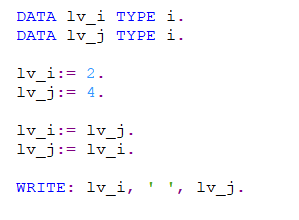 DATA lv_i TYPE i.
DATA lv_j TYPE i.
lv_i:= 2.
lv_j:= 4.
lv_i:= lv_j.
lv_j:= lv_i.
WRITE: lv_i, ' ', lv_j.